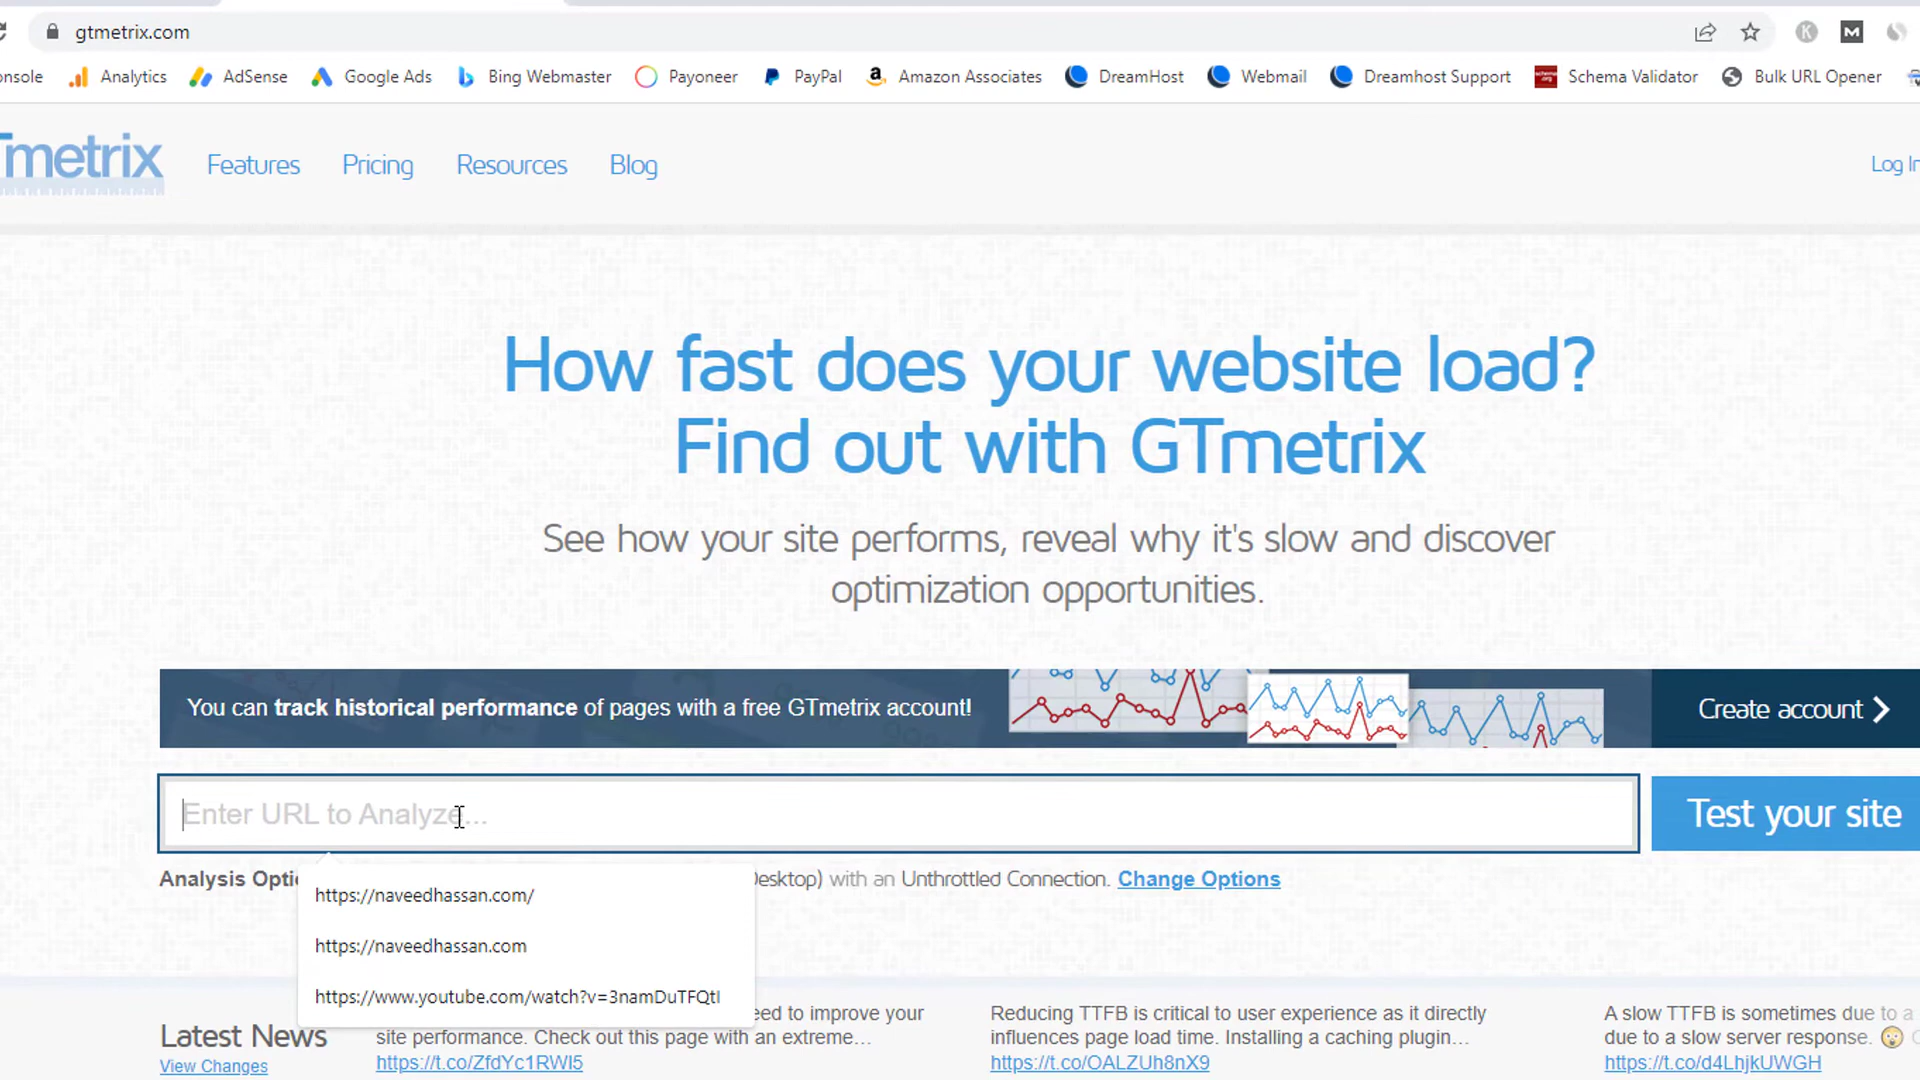 gtmetrix.com
K
M
onsole Analytics AdSense Google Ads Bing Webmaster Payoneer PayPal Amazon Associates DreamHost Webmail Dreamhost Support Schema Validator Bulk URL Opener
Tmetrix Features Pricing Resources Blog Log In
How fast does your website load?
Find out with GTmetrix
See how your site performs, reveal why it's slow and discover
optimization opportunities.
You can track historical performance of pages with a free GTmetrix account! Create account
Enter URL to Analyze... Test your site
Analysis Optio esktop) with an Unthrottled Connection. Change Options
https://naveedhassan.com/
https://naveedhassan.com
https://www.youtube.com/watch?v=3namDuTFQtI
Latest News
View Changes
eed to improve your
site performance. Check out this page with an extreme...
https://t.co/ZfdYc1RWI5
Reducing TTFB is critical to user experience as it directly
influences page load time. Installing a caching plugin...
https://t.co/OALZUh8nX9
A slow TTFB is sometimes due to a
due to a slow server response.
https://t.co/d4LhjkUWGH